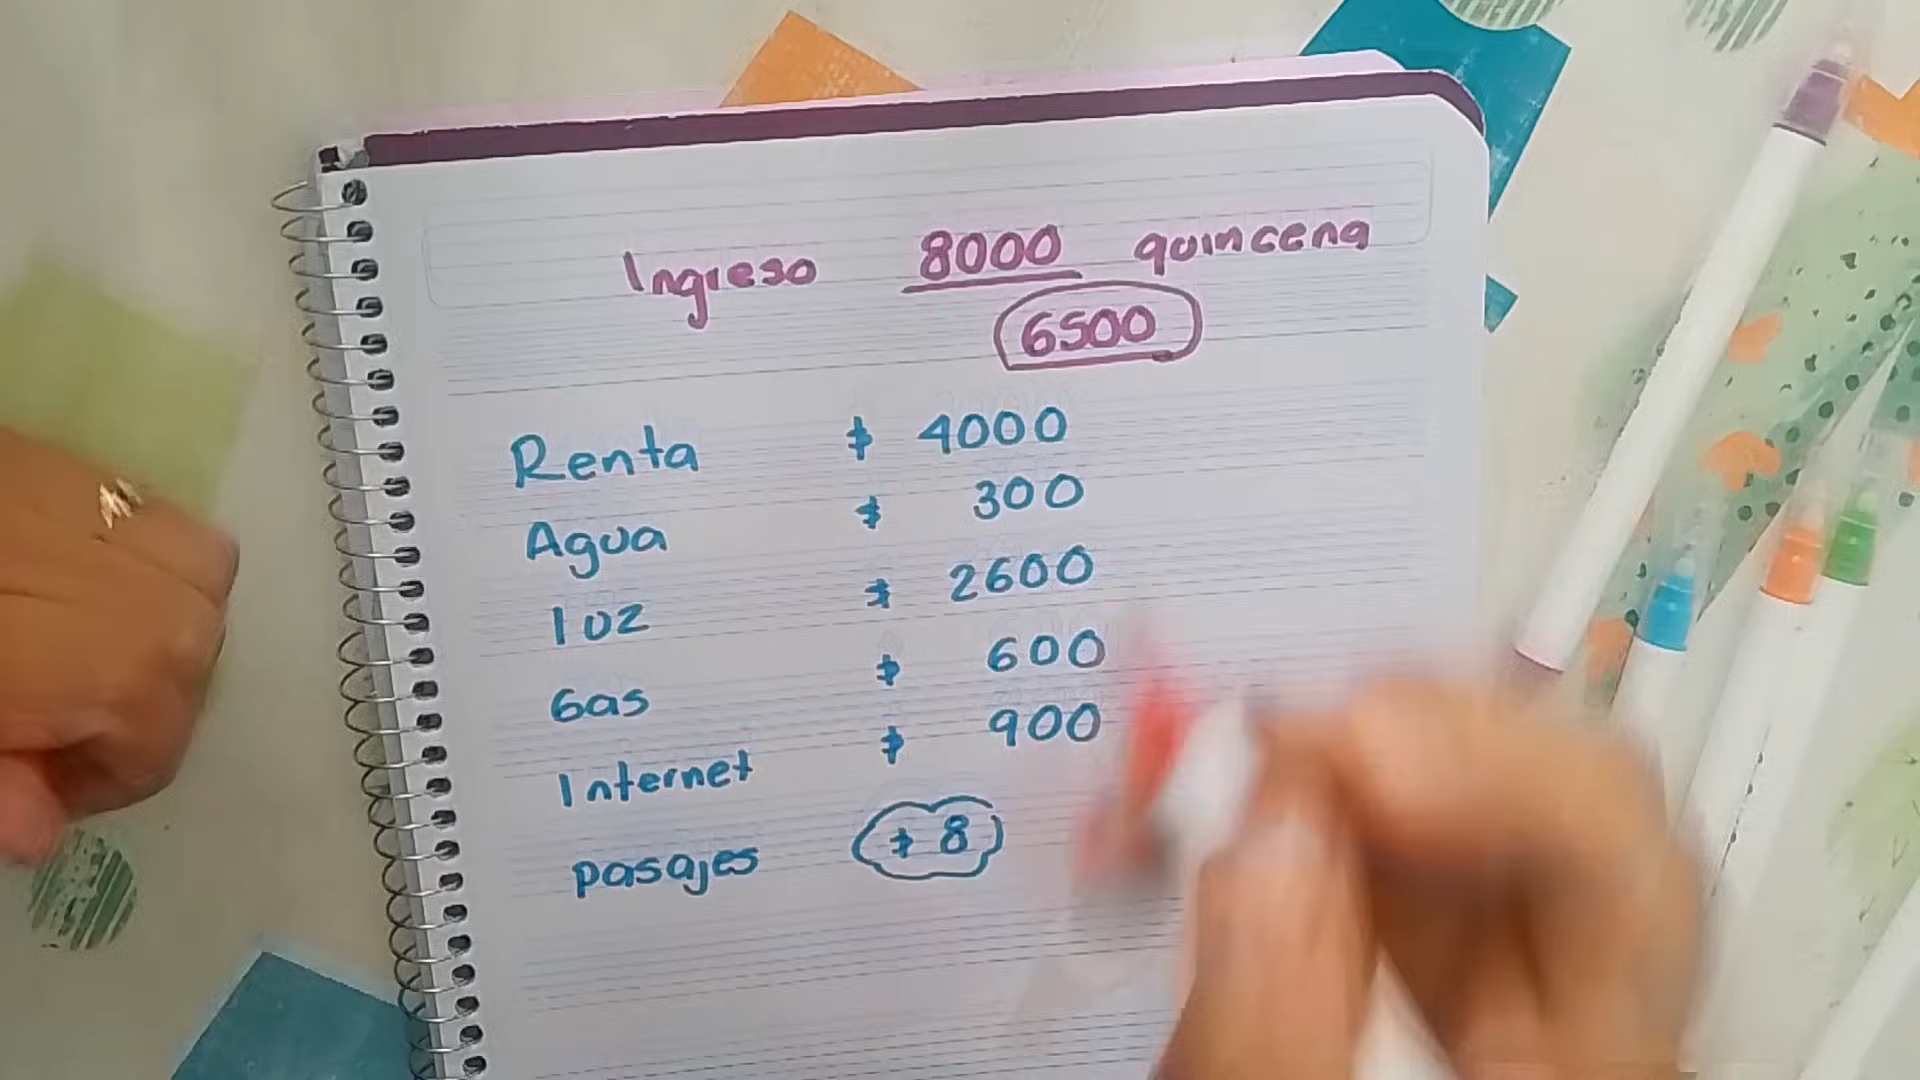 Ingreso 8000 quincena
6500
Renta $ 4000
Agua $ 300
luz $ 2600
Gas $ 600
Internet $ 900
pasajes $ 8